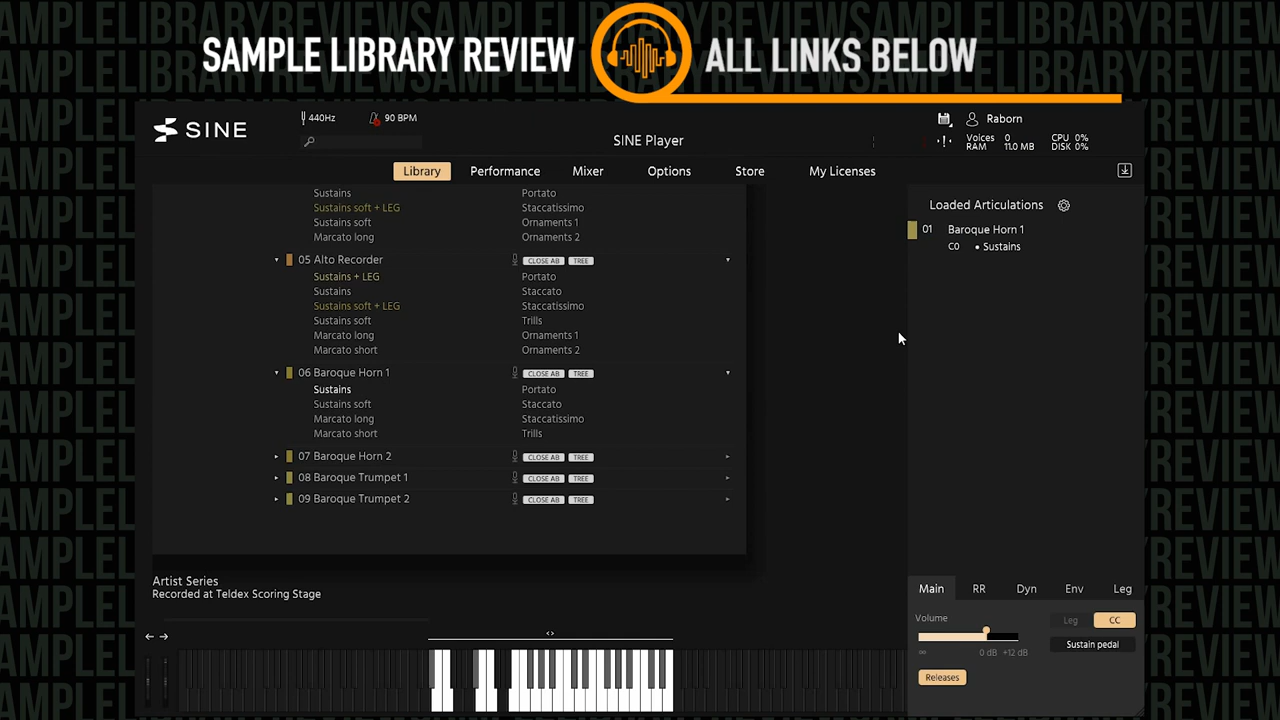 SAMPLE LIBRARY REVIEW
ALL LINKS BELOW
SINE
440Hz
90 BPM
SINE Player
Raborn
Voices 0
RAM 11.0 MB
CPU 0%
DISK 0%
Library
Performance
Mixer
Options
Store
My Licenses
Sustains Portato
Sustains soft + LEG Staccatissimo
Sustains soft Ornaments 1
Marcato long Ornaments 2
05 Alto Recorder CLOSE AB TREE
Sustains + LEG Portato
Sustains Staccato
Sustains soft + LEG Staccatissimo
Sustains soft Trills
Marcato long Ornaments 1
Marcato short Ornaments 2
06 Baroque Horn 1 CLOSE AB TREE
Sustains Portato
Sustains soft Staccato
Marcato long Staccatissimo
Marcato short Trills
07 Baroque Horn 2 CLOSE AB TREE
08 Baroque Trumpet 1 CLOSE AB TREE
09 Baroque Trumpet 2 CLOSE AB TREE
Loaded Articulations
01 Baroque Horn 1
C0 • Sustains
Artist Series
Recorded at Teldex Scoring Stage
Main RR Dyn Env Leg
Volume
Leg CC
∞ 0 dB +12 dB
Sustain pedal
Releases